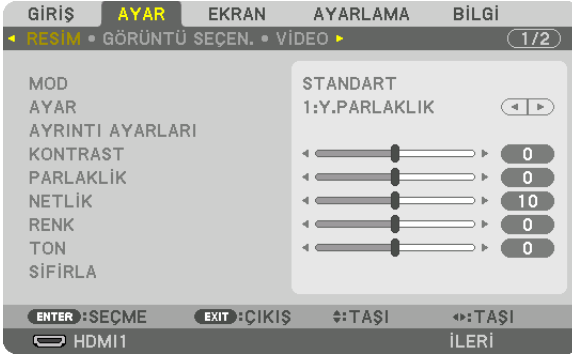 GİRİŞ AYAR EKRAN AYARLAMA BİLGİ
RESİM • GÖRÜNTÜ SEÇEN. • VİDEO 1/2
MOD STANDART
AYAR 1:Y.PARLAKLIK
AYRINTI AYARLARI
KONTRAST 0
PARLAKLİK 0
NETLİK 10
RENK 0
TON 0
SİFİRLA
ENTER :SEÇME EXIT :ÇIKIŞ :TAŞI :TAŞI
HDMI1 İLERİ